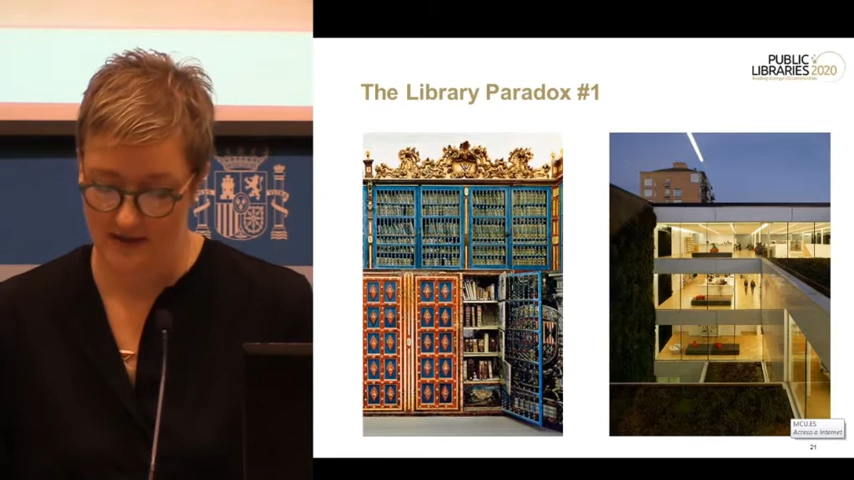 PUBLIC
LIBRARIES 2020
The Library Paradox #1
MCU.ES
Acceso a Internet
21